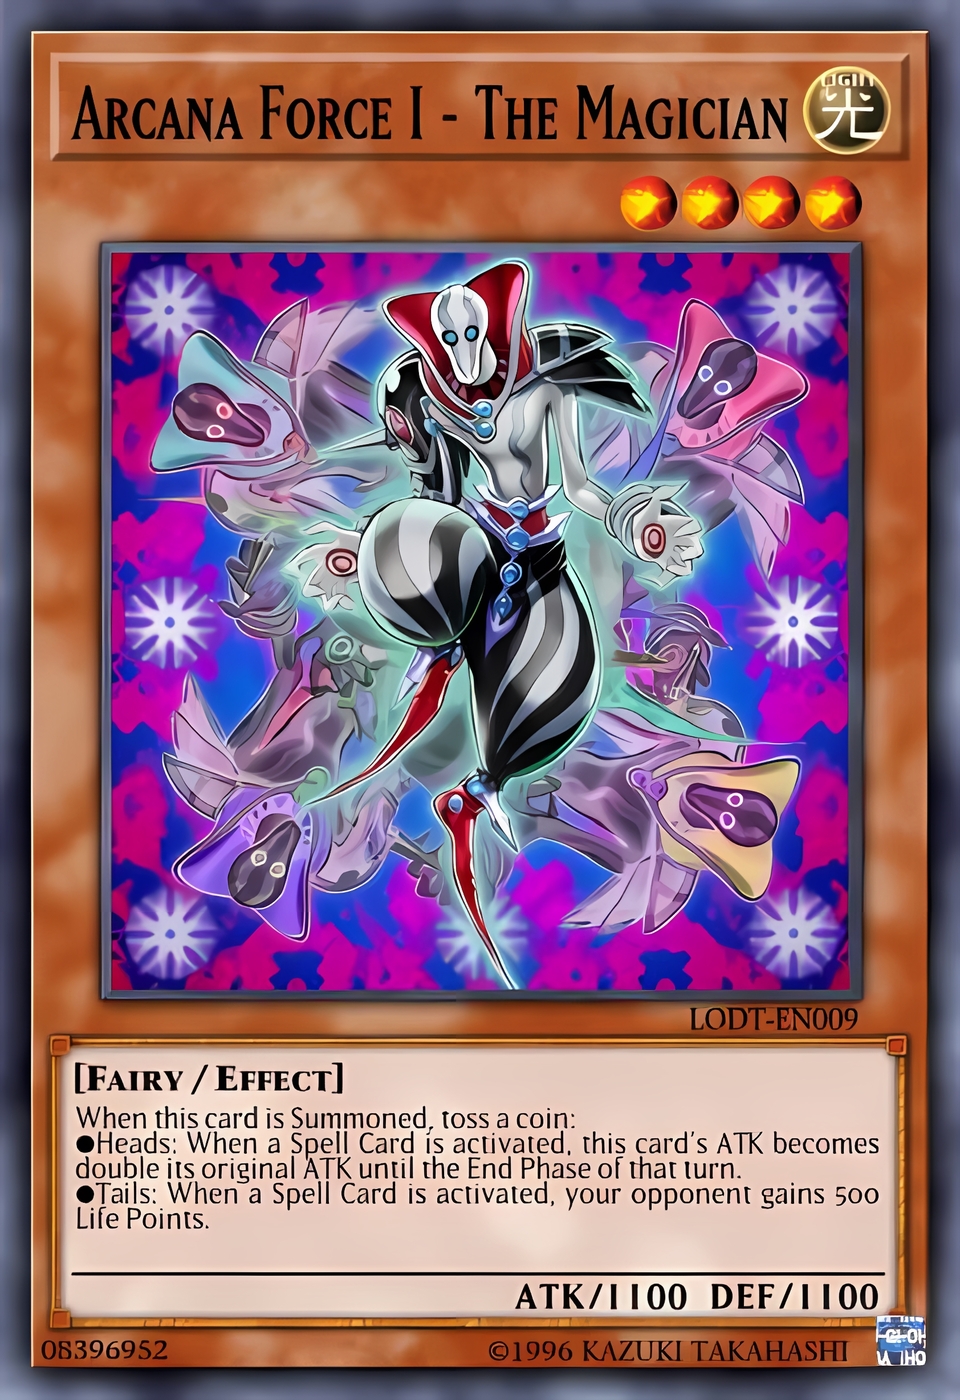 ARCANA FORCE I - THE MAGICIAN
光
LODT-EN009
[FAIRY / EFFECT]
When this card is Summoned, toss a coin:
●Heads: When a Spell Card is activated, this card's ATK becomes
double its original ATK until the End Phase of that turn.
●Tails: When a Spell Card is activated, your opponent gains 500
Life Points.
ATK/1100 DEF/1100
08396952
©1996 KAZUKI TAKAHASHI